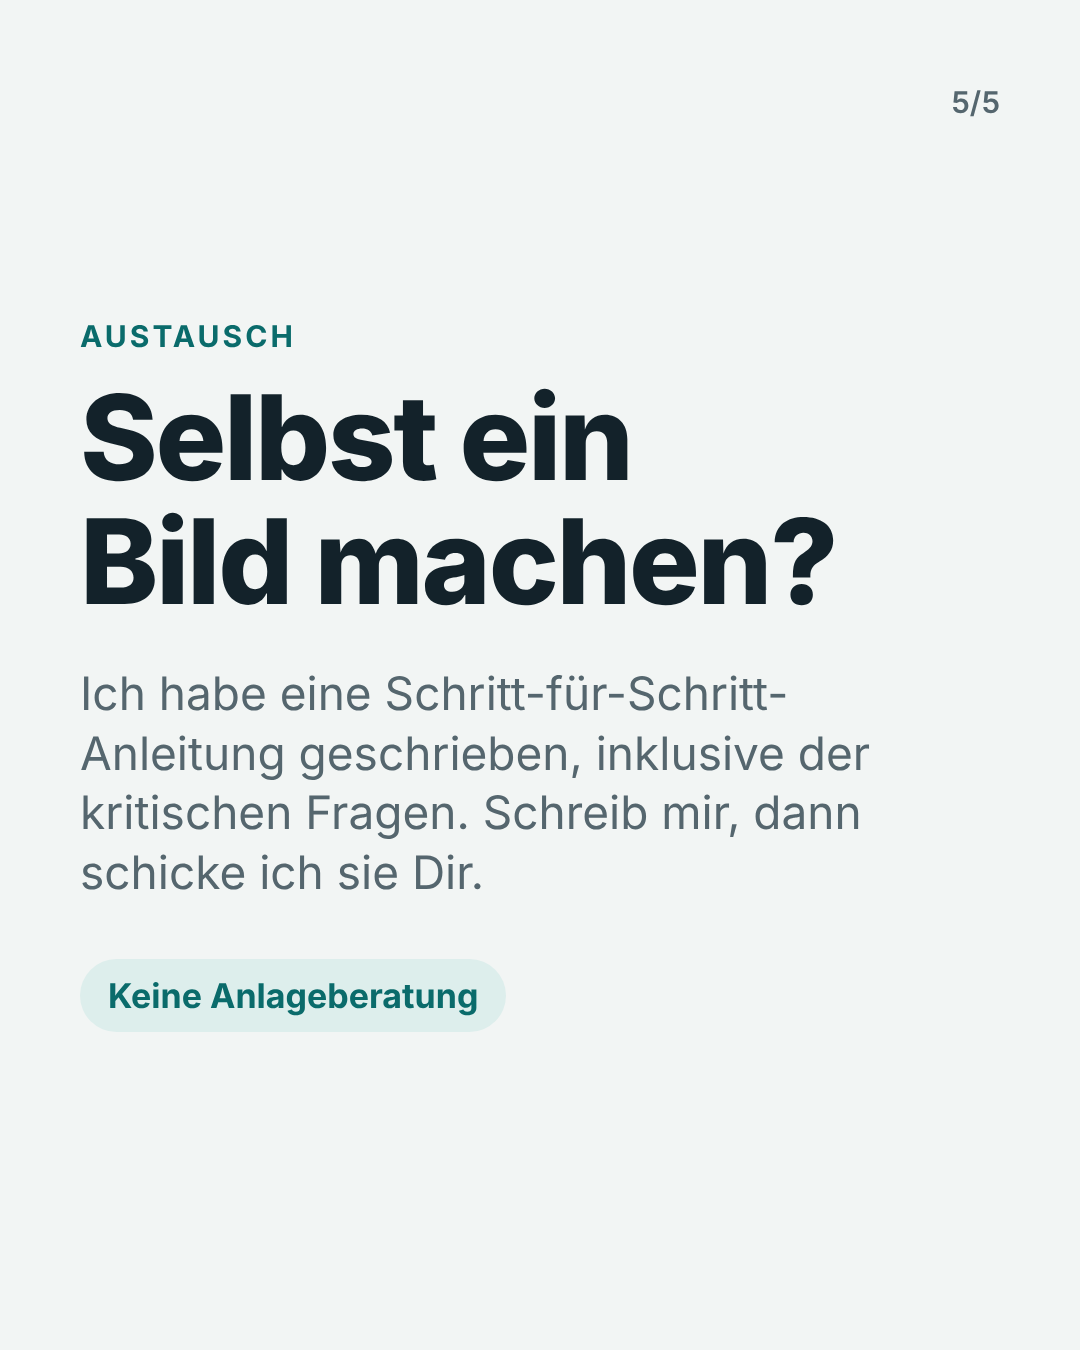 5/5
AUSTAUSCH
Selbst ein
Bild machen?
Ich habe eine Schritt-für-Schritt-
Anleitung geschrieben, inklusive der
kritischen Fragen. Schreib mir, dann
schicke ich sie Dir.
Keine Anlageberatung